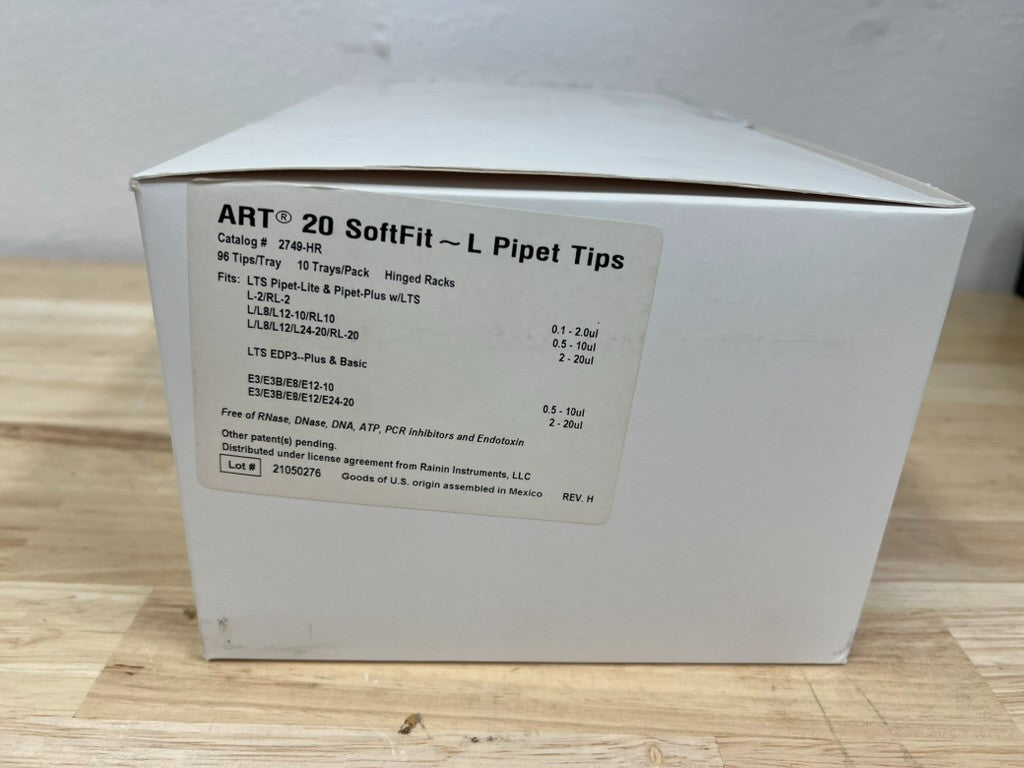 ART® 20 SoftFit ~ L Pipet Tips
Catalog # 2749-HR
96 Tips/Tray 10 Trays/Pack Hinged Racks
Fits: LTS Pipet-Lite & Pipet-Plus w/LTS
L-2/RL-2 0.1 - 2.0ul
L/L8/L12-10/RL10 0.5 - 10ul
L/L8/L12/L24-20/RL-20 2 - 20ul
LTS EDP3--Plus & Basic
E3/E3B/E8/E12-10 0.5 - 10ul
E3/E3B/E8/E12/E24-20 2 - 20ul
Free of RNase, DNase, DNA, ATP, PCR inhibitors and Endotoxin
Other patent(s) pending.
Distributed under license agreement from Rainin Instruments, LLC
Lot # 21050276 Goods of U.S. origin assembled in Mexico REV. H